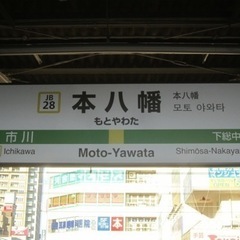 JB
28
本八幡
もとやわた
本八幡
모토 야와타
市川
Ichikawa
Moto-Yawata
下総中
Shimōsa-Nakaya